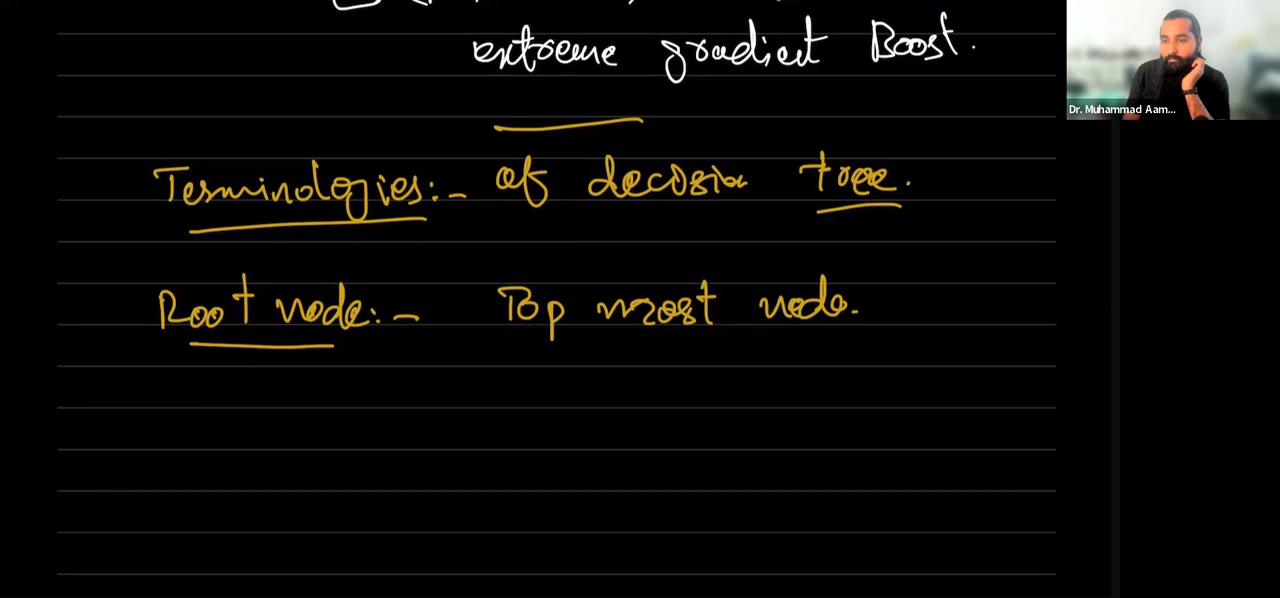 extreme gradient Boost.
Dr. Muhammad Aam...
Terminologies:- of decision tree.
Root node:- Top most node.